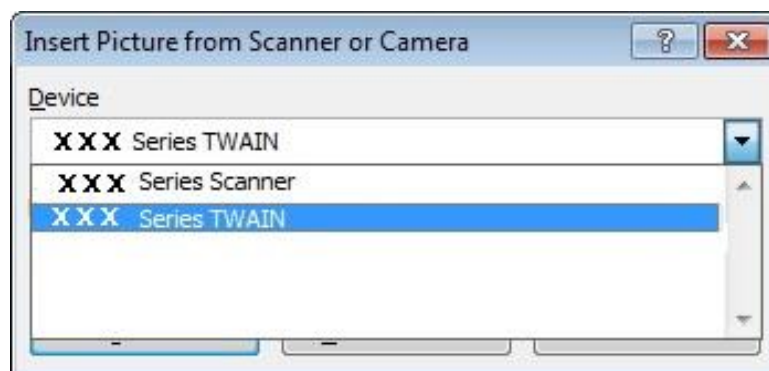 Insert Picture from Scanner or Camera
Device
XXX Series TWAIN
XXX Series Scanner
XXX Series TWAIN